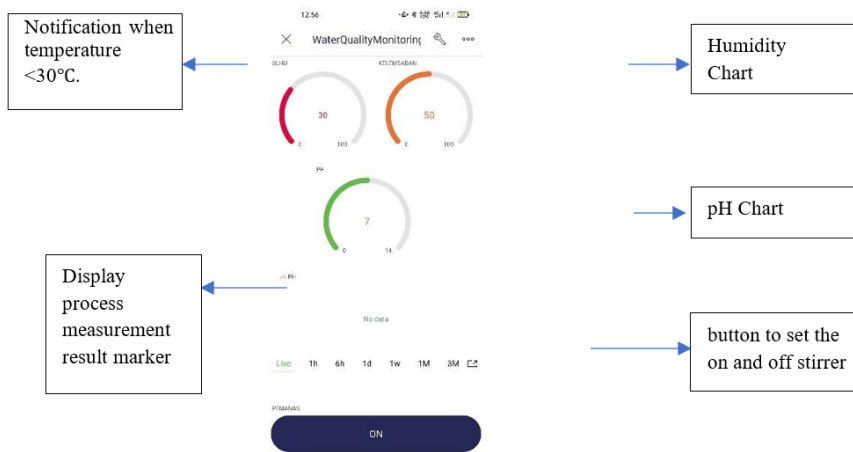 Notification when
temperature
<30℃.
Display
process
measurement
result marker
12.56
WaterQualityMonitoring
SUHU
KELEMBABAN
30
50
0
100
0
100
PH
7
0
14
PH
No data
Live 1h 6h 1d 1w 1M 3M
PEMANAS
ON
Humidity
Chart
pH Chart
button to set the
on and off stirrer